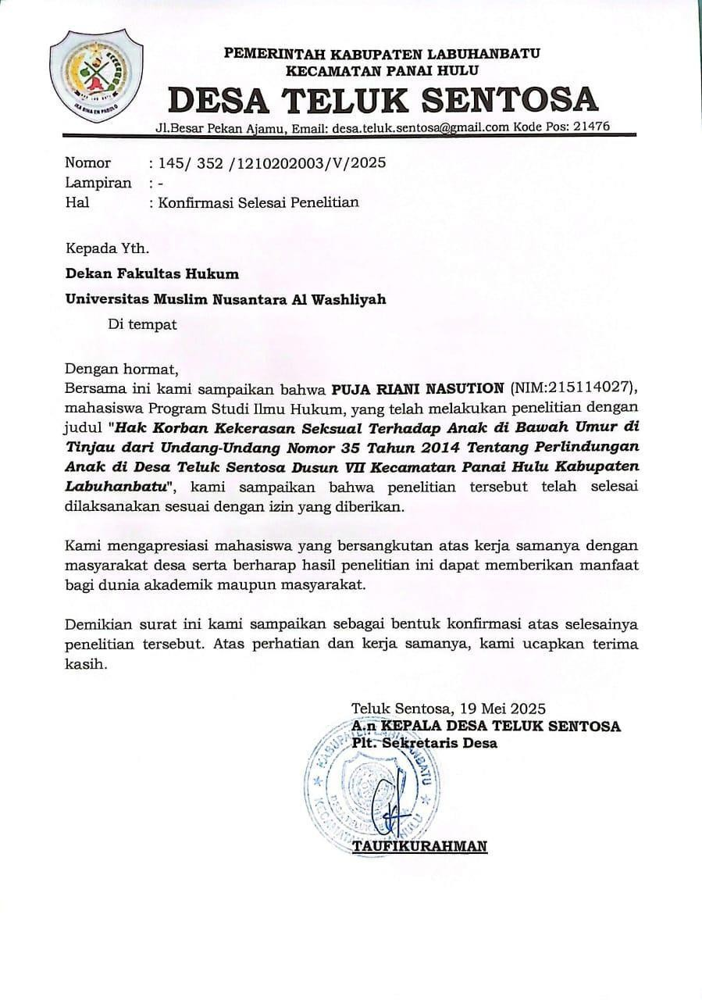 PEMERINTAH KABUPATEN LABUHANBATU
KECAMATAN PANAI HULU
DESA TELUK SENTOSA
Jl.Besar Pekan Ajamu, Email: desa.teluk.sentosa@gmail.com Kode Pos: 21476
IKA BINA EN PABOLO
Nomor : 145/ 352 /1210202003/V/2025
Lampiran : -
Hal : Konfirmasi Selesai Penelitian
Kepada Yth.
Dekan Fakultas Hukum
Universitas Muslim Nusantara Al Washliyah
Di tempat
Dengan hormat,
Bersama ini kami sampaikan bahwa PUJA RIANI NASUTION (NIM:215114027),
mahasiswa Program Studi Ilmu Hukum, yang telah melakukan penelitian dengan
judul "Hak Korban Kekerasan Seksual Terhadap Anak di Bawah Umur di
Tinjau dari Undang-Undang Nomor 35 Tahun 2014 Tentang Perlindungan
Anak di Desa Teluk Sentosa Dusun VII Kecamatan Panai Hulu Kabupaten
Labuhanbatu", kami sampaikan bahwa penelitian tersebut telah selesai
dilaksanakan sesuai dengan izin yang diberikan.
Kami mengapresiasi mahasiswa yang bersangkutan atas kerja samanya dengan
masyarakat desa serta berharap hasil penelitian ini dapat memberikan manfaat
bagi dunia akademik maupun masyarakat.
Demikian surat ini kami sampaikan sebagai bentuk konfirmasi atas selesainya
penelitian tersebut. Atas perhatian dan kerja samanya, kami ucapkan terima
kasih.
Teluk Sentosa, 19 Mei 2025
A.n KEPALA DESA TELUK SENTOSA
Plt. Sekretaris Desa
KABUPATEN LABUHANBATU
DESA TELUK
KECAMATAN HULU
TAUFIKURAHMAN